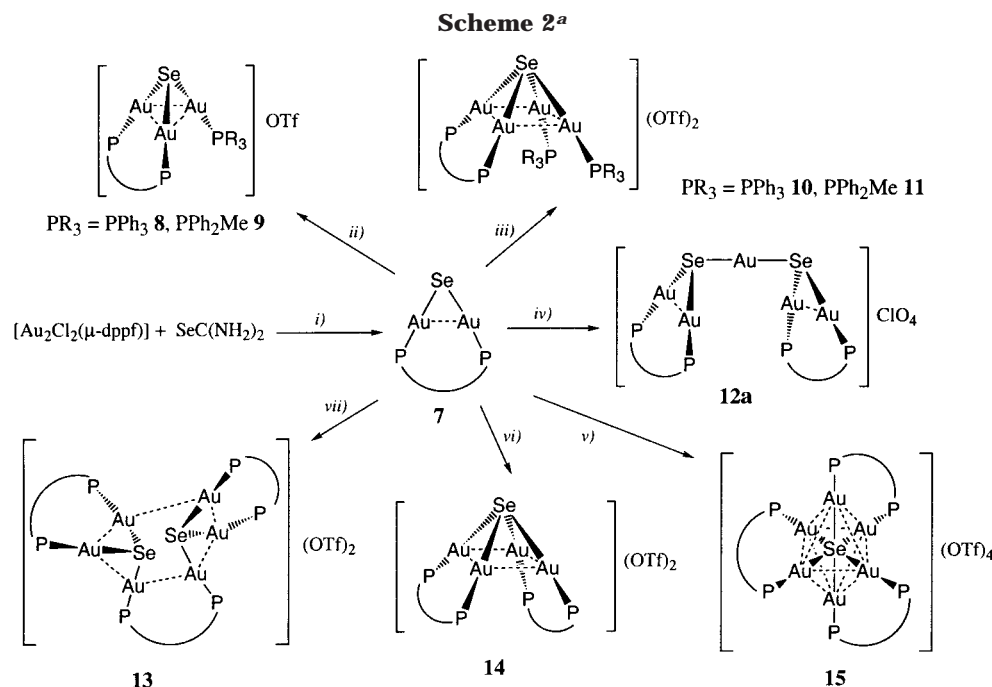 Scheme 2a
Se
Au Au
Au
P PR3
P
OTf
PR3 = PPh3 8, PPh2Me 9
ii)
Se
Au Au
Au Au
P R3P
P PR3
(OTf)2
PR3 = PPh3 10, PPh2Me 11
iii)
[Au2Cl2(μ-dppf)] + SeC(NH2)2
i)
Se
Au Au
P P
7
iv)
Se Au Se
Au Au
Au Au
P P
P P
ClO4
12a
vii)
vi)
v)
P P
Au Au
P Au Se Se Au P
Au Au
P P
(OTf)2
13
Se
Au Au
Au Au
P P
P P
(OTf)2
14
P
Au
P P
Au Au
Se
Au Au
P P
Au
P
(OTf)4
15